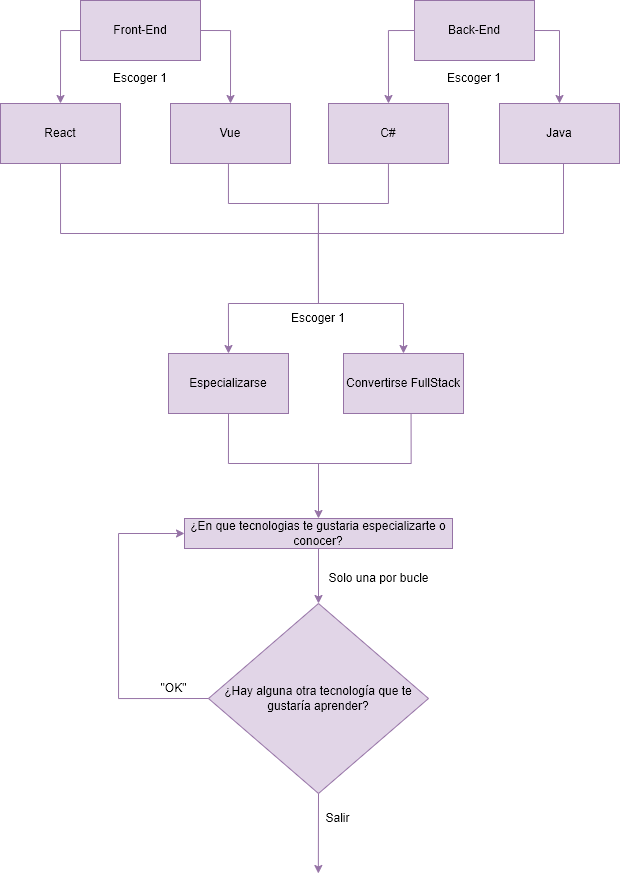 Front-End
Back-End
Escoger 1
Escoger 1
React
Vue
C#
Java
Escoger 1
Especializarse
Convertirse FullStack
¿En que tecnologias te gustaria especializarte o
conocer?
Solo una por bucle
"OK"
¿Hay alguna otra tecnología que te
gustaría aprender?
Salir